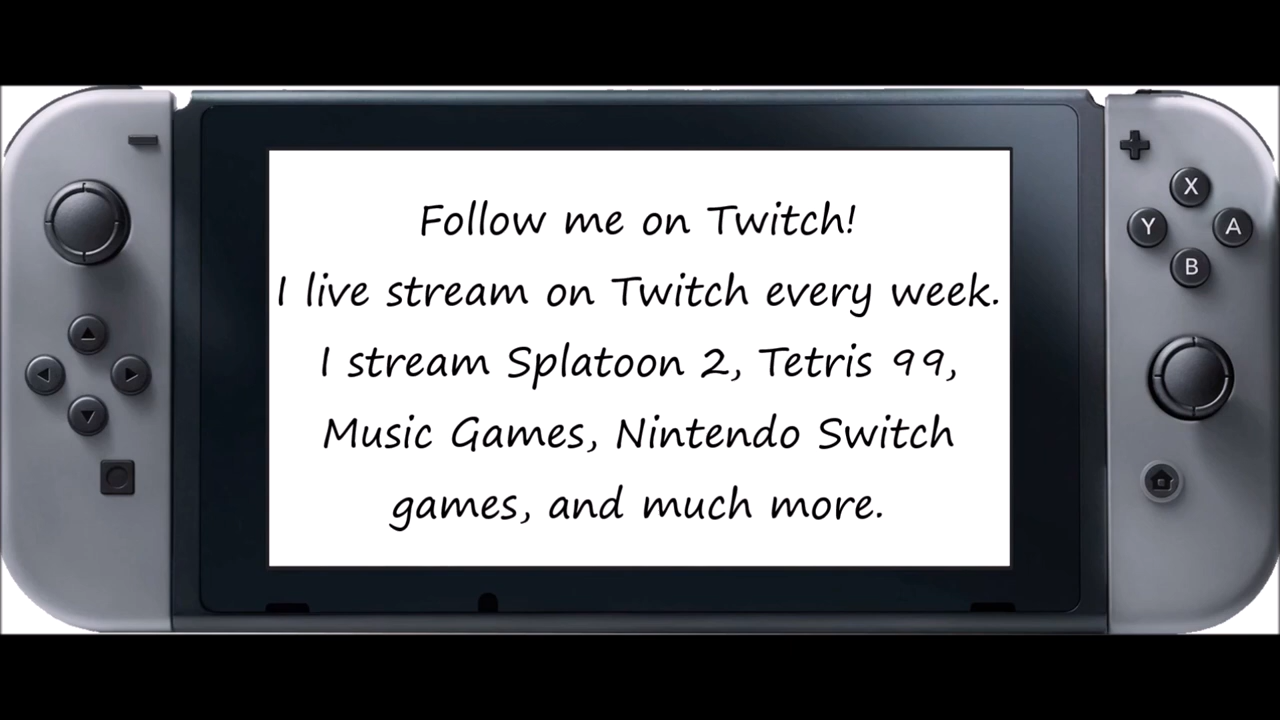 Follow me on Twitch!
I live stream on Twitch every week.
I stream Splatoon 2, Tetris 99,
Music Games, Nintendo Switch
games, and much more.
X
Y A
B